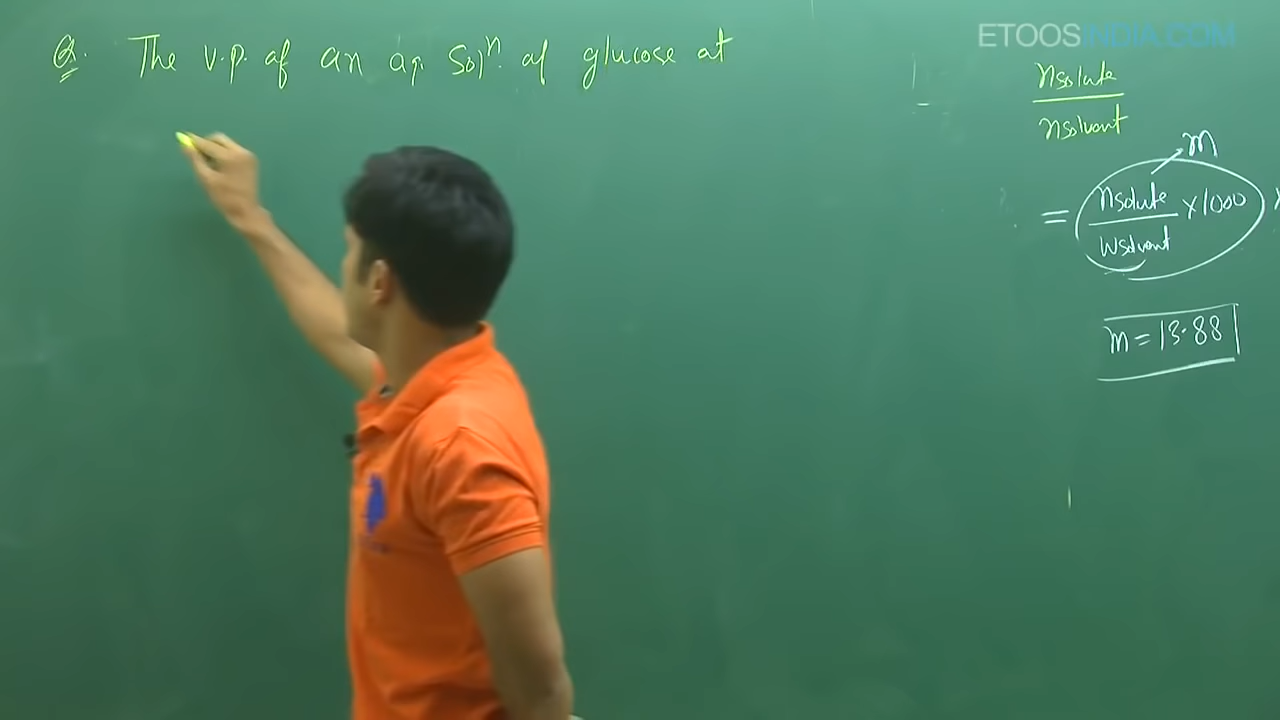 ETOOSINDIA.COM
Q. The v.p. of an aq. Solⁿ. of glucose at
nsolute
nsolvent
m
= nsolute × 1000
wsolvent
m = 13.88